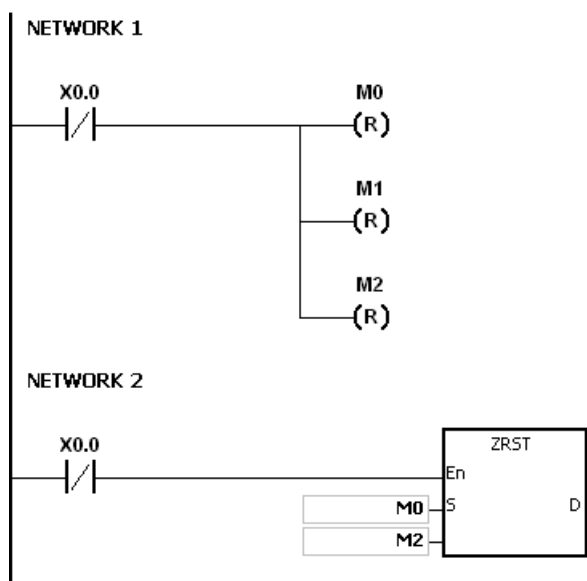 NETWORK 1
X0.0
M0
(R)
M1
(R)
M2
(R)
NETWORK 2
X0.0
ZRST
En
M0 S D
M2